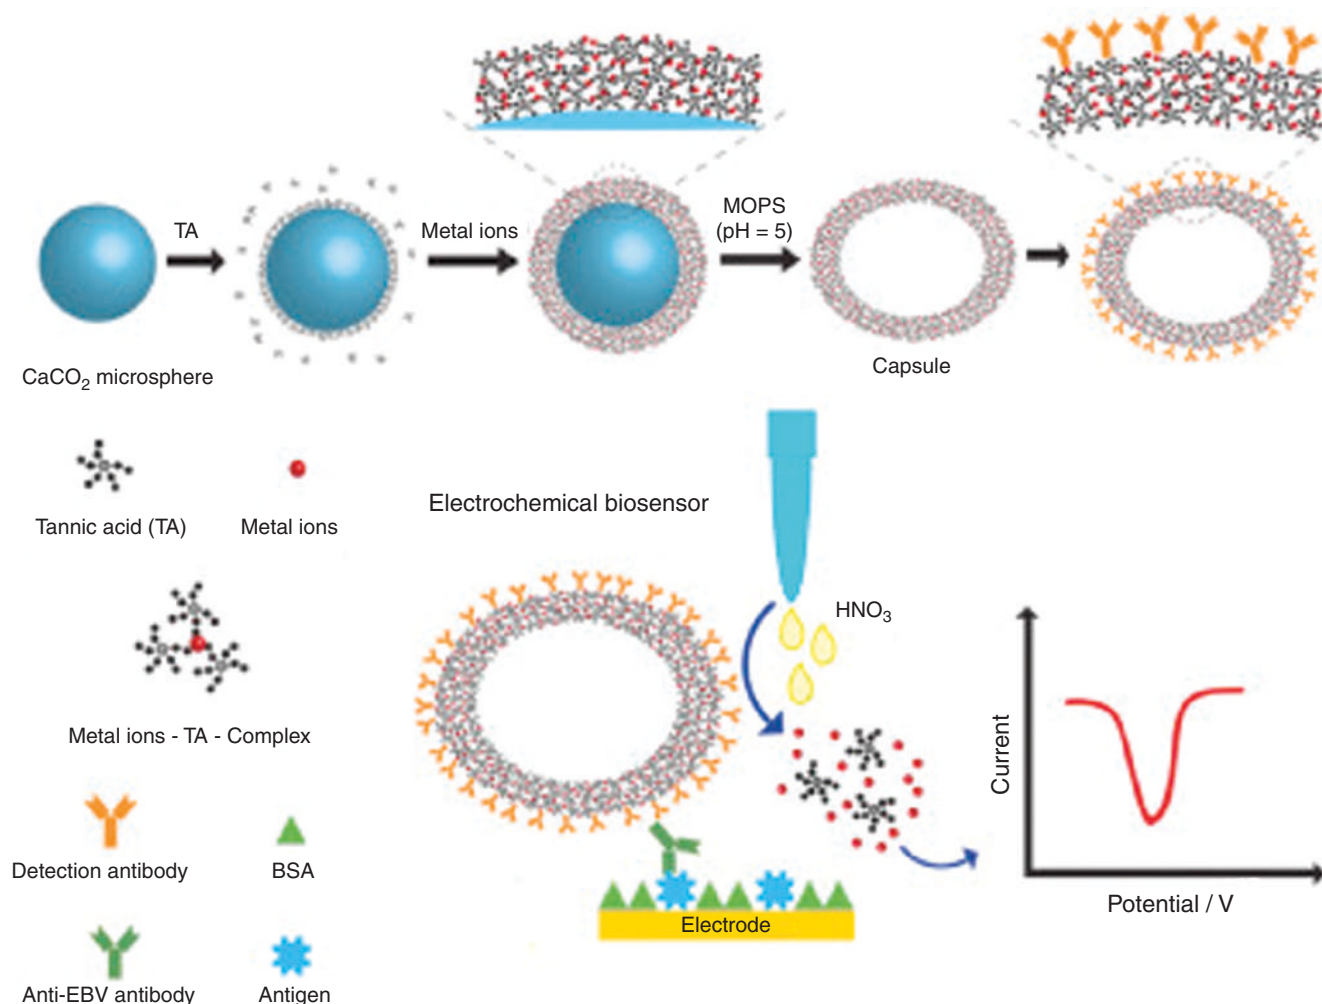 TA
Metal ions
MOPS
(pH = 5)
CaCO₂ microsphere
Capsule
Tannic acid (TA)
Metal ions
Electrochemical biosensor
HNO₃
Metal ions - TA - Complex
Current
Potential / V
Detection antibody
BSA
Electrode
Anti-EBV antibody
Antigen